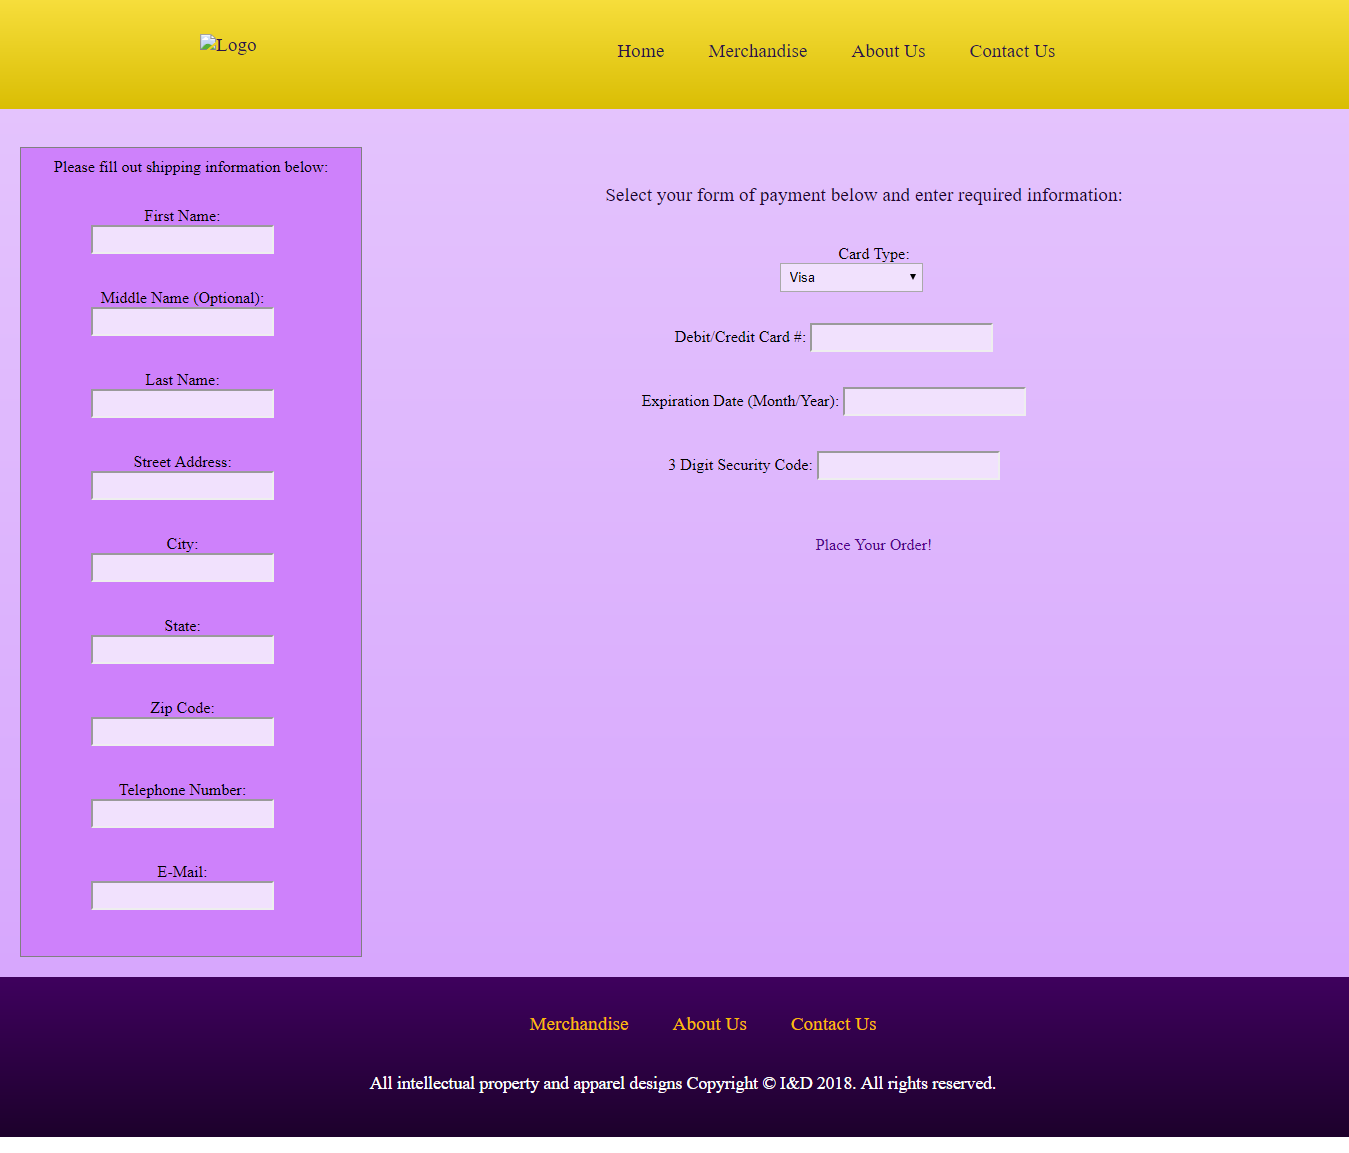 Logo
Home Merchandise About Us Contact Us
Please fill out shipping information below:
First Name:
Middle Name (Optional):
Last Name:
Street Address:
City:
State:
Zip Code:
Telephone Number:
E-Mail:
Select your form of payment below and enter required information:
Card Type:
Visa
Debit/Credit Card #:
Expiration Date (Month/Year):
3 Digit Security Code:
Place Your Order!
Merchandise About Us Contact Us
All intellectual property and apparel designs Copyright © I&D 2018. All rights reserved.